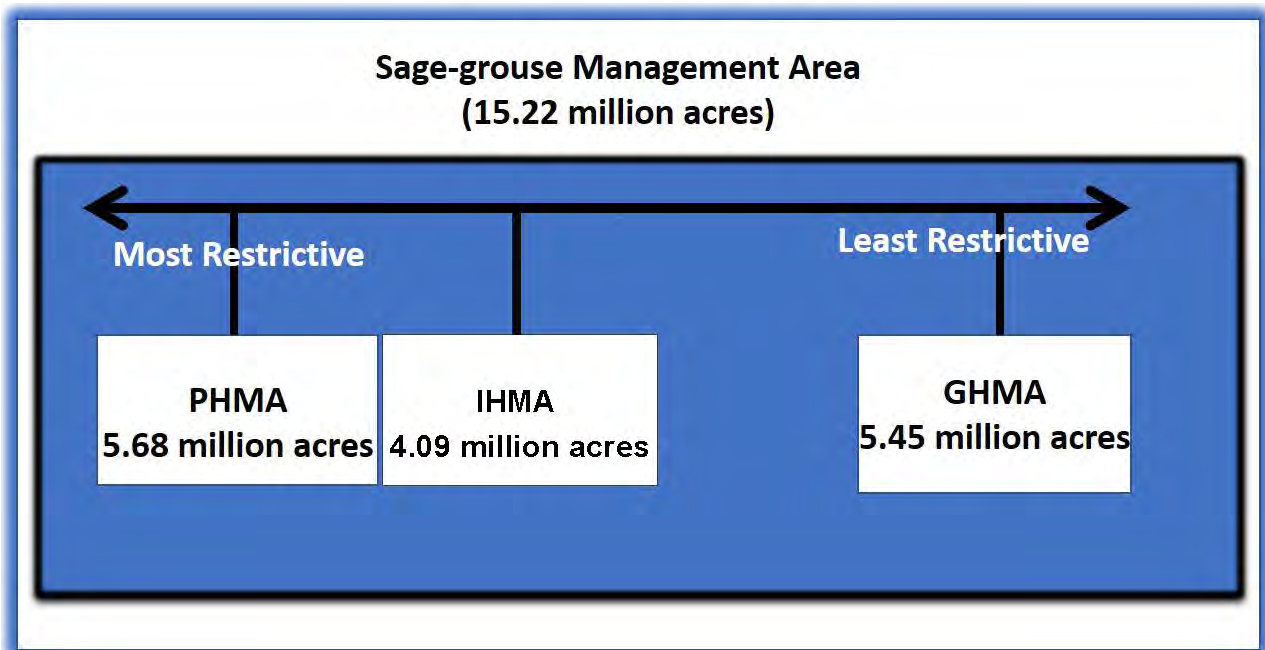 Sage-grouse Management Area
(15.22 million acres)
Most Restrictive
Least Restrictive
PHMA
5.68 million acres
IHMA
4.09 million acres
GHMA
5.45 million acres